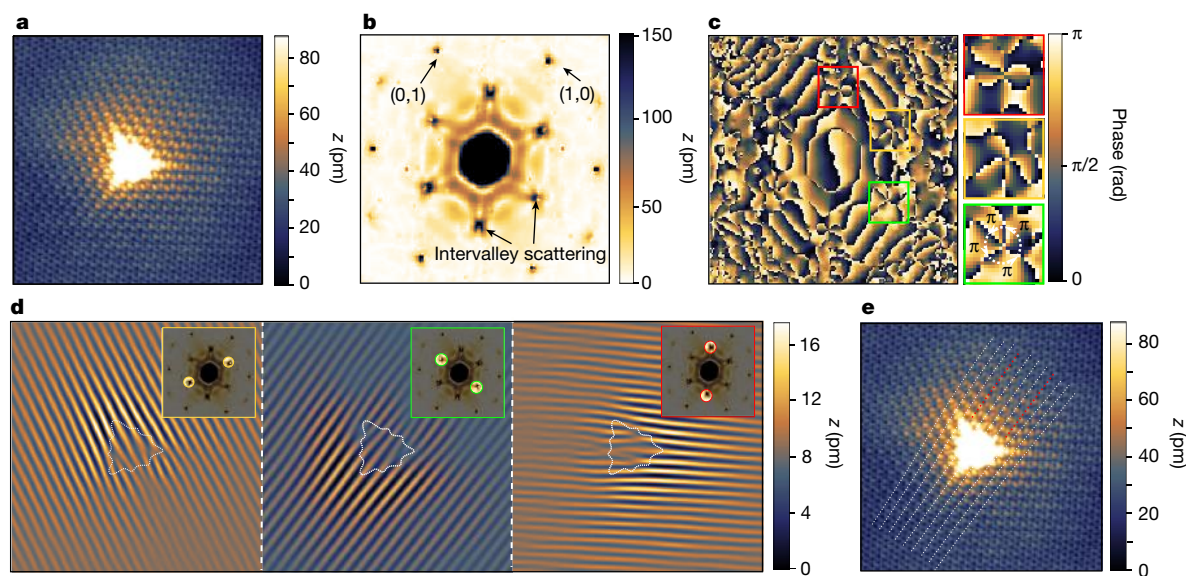 a
80
60
40
20
0
z (pm)
b
(0,1)
(1,0)
Intervalley scattering
150
100
50
0
z (pm)
c
π
π/2
0
Phase (rad)
π
π
π
π
d
16
12
8
4
0
z (pm)
e
80
60
40
20
0
z (pm)